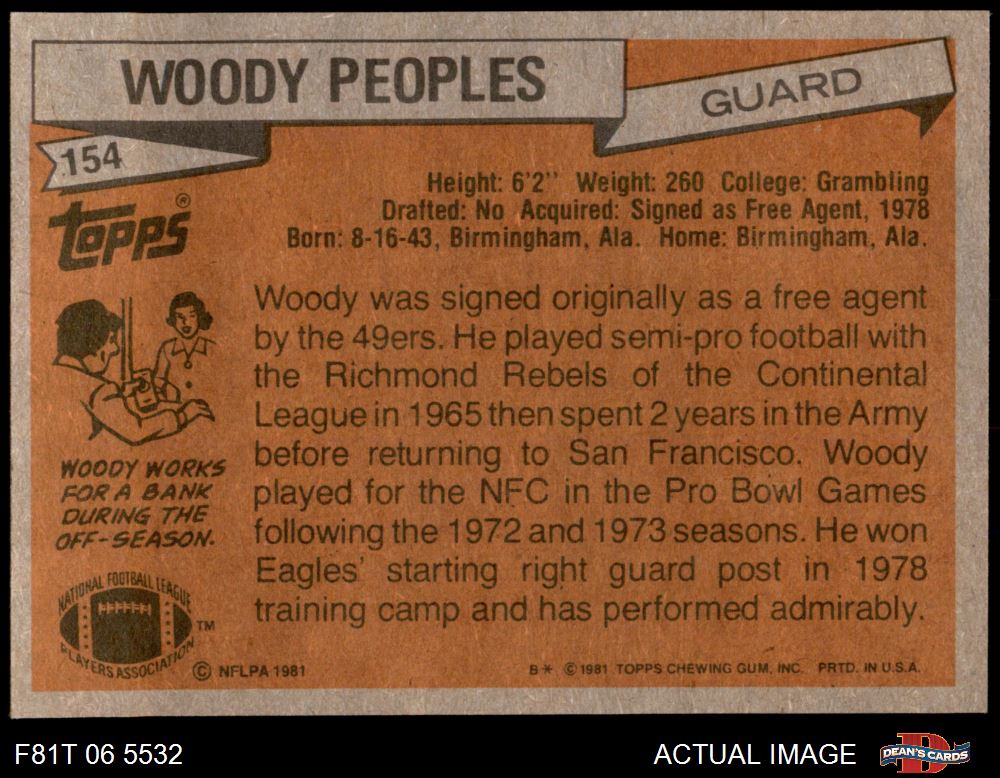 WOODY PEOPLES
GUARD
154
TOPPS®
Height: 6'2" Weight: 260 College: Grambling
Drafted: No Acquired: Signed as Free Agent, 1978
Born: 8-16-43, Birmingham, Ala. Home: Birmingham, Ala.
Woody was signed originally as a free agent
by the 49ers. He played semi-pro football with
the Richmond Rebels of the Continental
League in 1965 then spent 2 years in the Army
before returning to San Francisco. Woody
played for the NFC in the Pro Bowl Games
following the 1972 and 1973 seasons. He won
Eagles' starting right guard post in 1978
training camp and has performed admirably.
WOODY WORKS
FOR A BANK
DURING THE
OFF-SEASON.
NATIONAL FOOTBALL LEAGUE
PLAYERS ASSOCIATION
TM
© NFLPA 1981
B* © 1981 TOPPS CHEWING GUM, INC. PRTD. IN U.S.A.
F81T 06 5532
ACTUAL IMAGE
DEAN'S CARDS